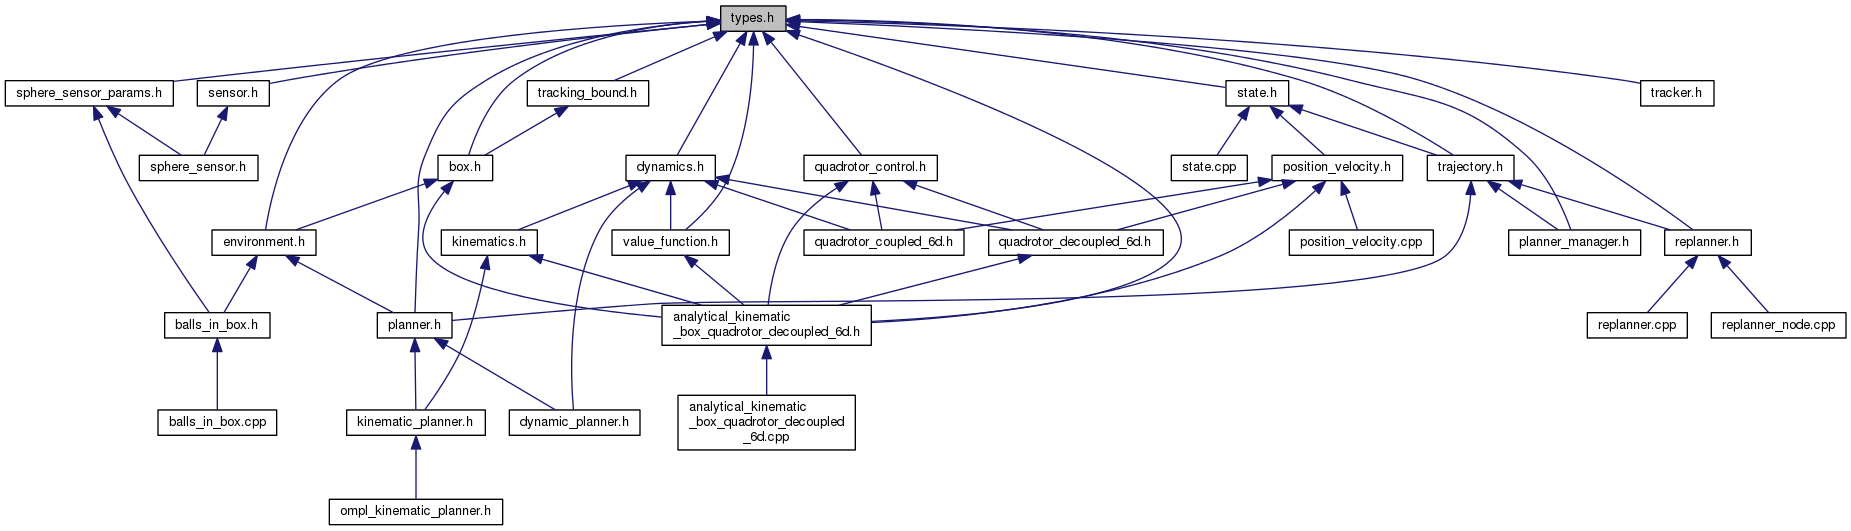 types.h
sphere_sensor_params.h
sensor.h
tracking_bound.h
state.h
tracker.h
sphere_sensor.h
box.h
dynamics.h
quadrotor_control.h
state.cpp
position_velocity.h
trajectory.h
environment.h
kinematics.h
value_function.h
quadrotor_coupled_6d.h
quadrotor_decoupled_6d.h
position_velocity.cpp
planner_manager.h
replanner.h
balls_in_box.h
planner.h
analytical_kinematic
_box_quadrotor_decoupled_6d.h
replanner.cpp
replanner_node.cpp
balls_in_box.cpp
kinematic_planner.h
dynamic_planner.h
analytical_kinematic
_box_quadrotor_decoupled
_6d.cpp
ompl_kinematic_planner.h